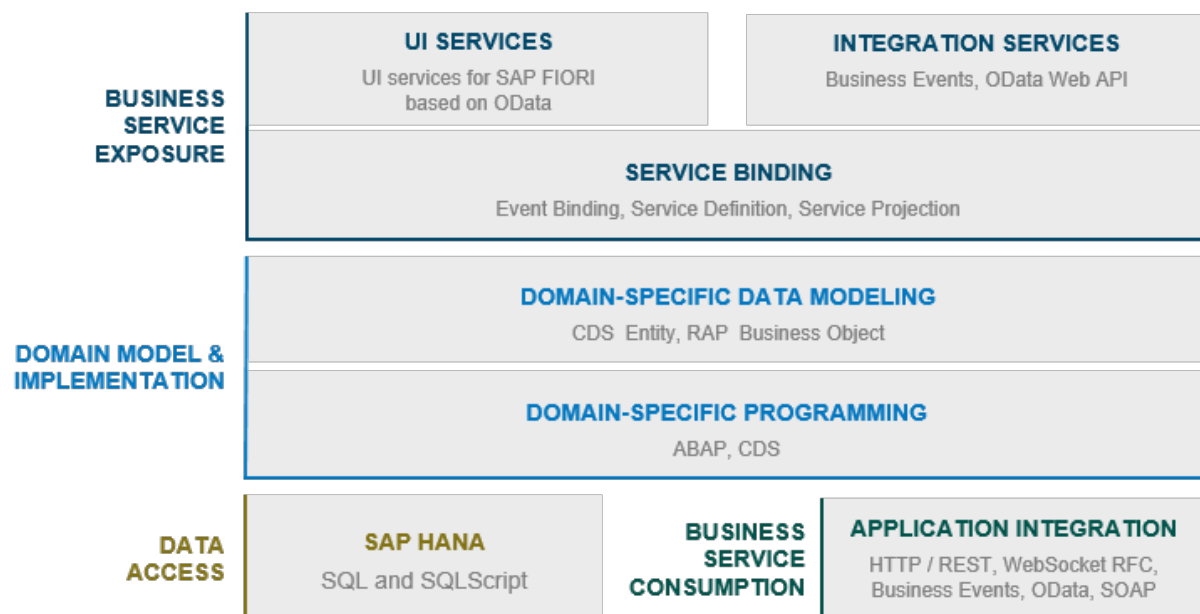 BUSINESS
SERVICE
EXPOSURE
UI SERVICES
UI services for SAP FIORI
based on OData
INTEGRATION SERVICES
Business Events, OData Web API
SERVICE BINDING
Event Binding, Service Definition, Service Projection
DOMAIN MODEL &
IMPLEMENTATION
DOMAIN-SPECIFIC DATA MODELING
CDS Entity, RAP Business Object
DOMAIN-SPECIFIC PROGRAMMING
ABAP, CDS
DATA
ACCESS
SAP HANA
SQL and SQLScript
BUSINESS
SERVICE
CONSUMPTION
APPLICATION INTEGRATION
HTTP / REST, WebSocket RFC,
Business Events, OData, SOAP